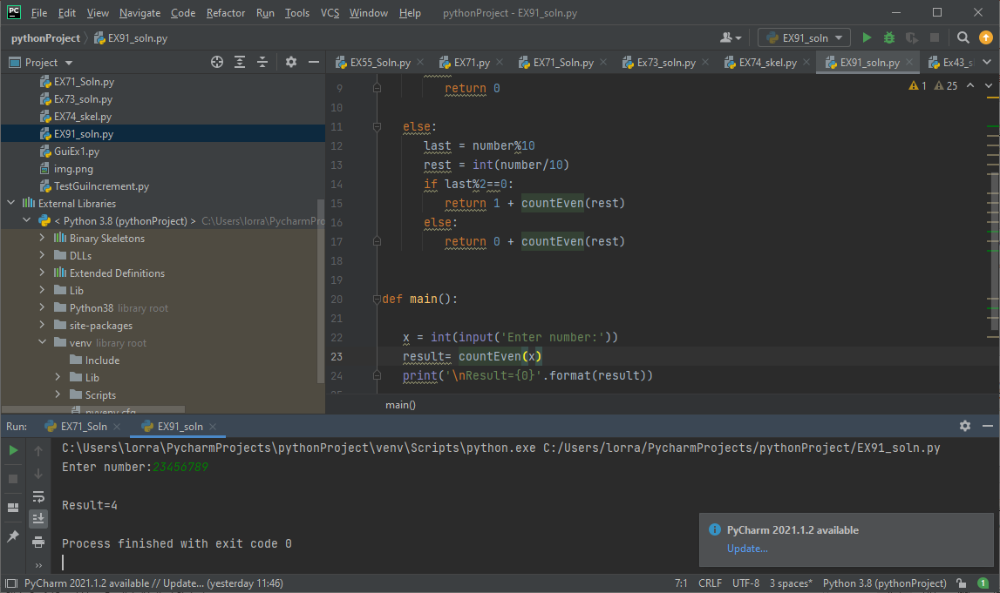 PC File Edit View Navigate Code Refactor Run Tools VCS Window Help pythonProject - EX91_soln.py
pythonProject EX91_soln.py EX91_soln
Project EX55_Soln.py EX71.py EX71_Soln.py Ex73_soln.py EX74_skel.py EX91_soln.py Ex43_s
EX71_Soln.py
Ex73_soln.py
EX74_skel.py
EX91_soln.py
GuiEx1.py
img.png
TestGuiIncrement.py
External Libraries
< Python 3.8 (pythonProject) > C:\Users\lorra\PycharmPro
Binary Skeletons
DLLs
Extended Definitions
Lib
Python38 library root
site-packages
venv library root
Include
Lib
Scripts
pyvenv.cfg
1 25
9 return 0
10
11 else:
12 last = number%10
13 rest = int(number/10)
14 if last%2==0:
15 return 1 + countEven(rest)
16 else:
17 return 0 + countEven(rest)
18
19
20 def main():
21
22 x = int(input('Enter number:'))
23 result= countEven(x)
24 print('\nResult={0}'.format(result))
main()
Run: EX71_Soln EX91_soln
C:\Users\lorra\PycharmProjects\pythonProject\venv\Scripts\python.exe C:/Users/lorra/PycharmProjects/pythonProject/EX91_soln.py
Enter number:23456789
Result=4
Process finished with exit code 0
PyCharm 2021.1.2 available
Update...
PyCharm 2021.1.2 available // Update... (yesterday 11:46) 7:1 CRLF UTF-8 3 spaces* Python 3.8 (pythonProject) 1